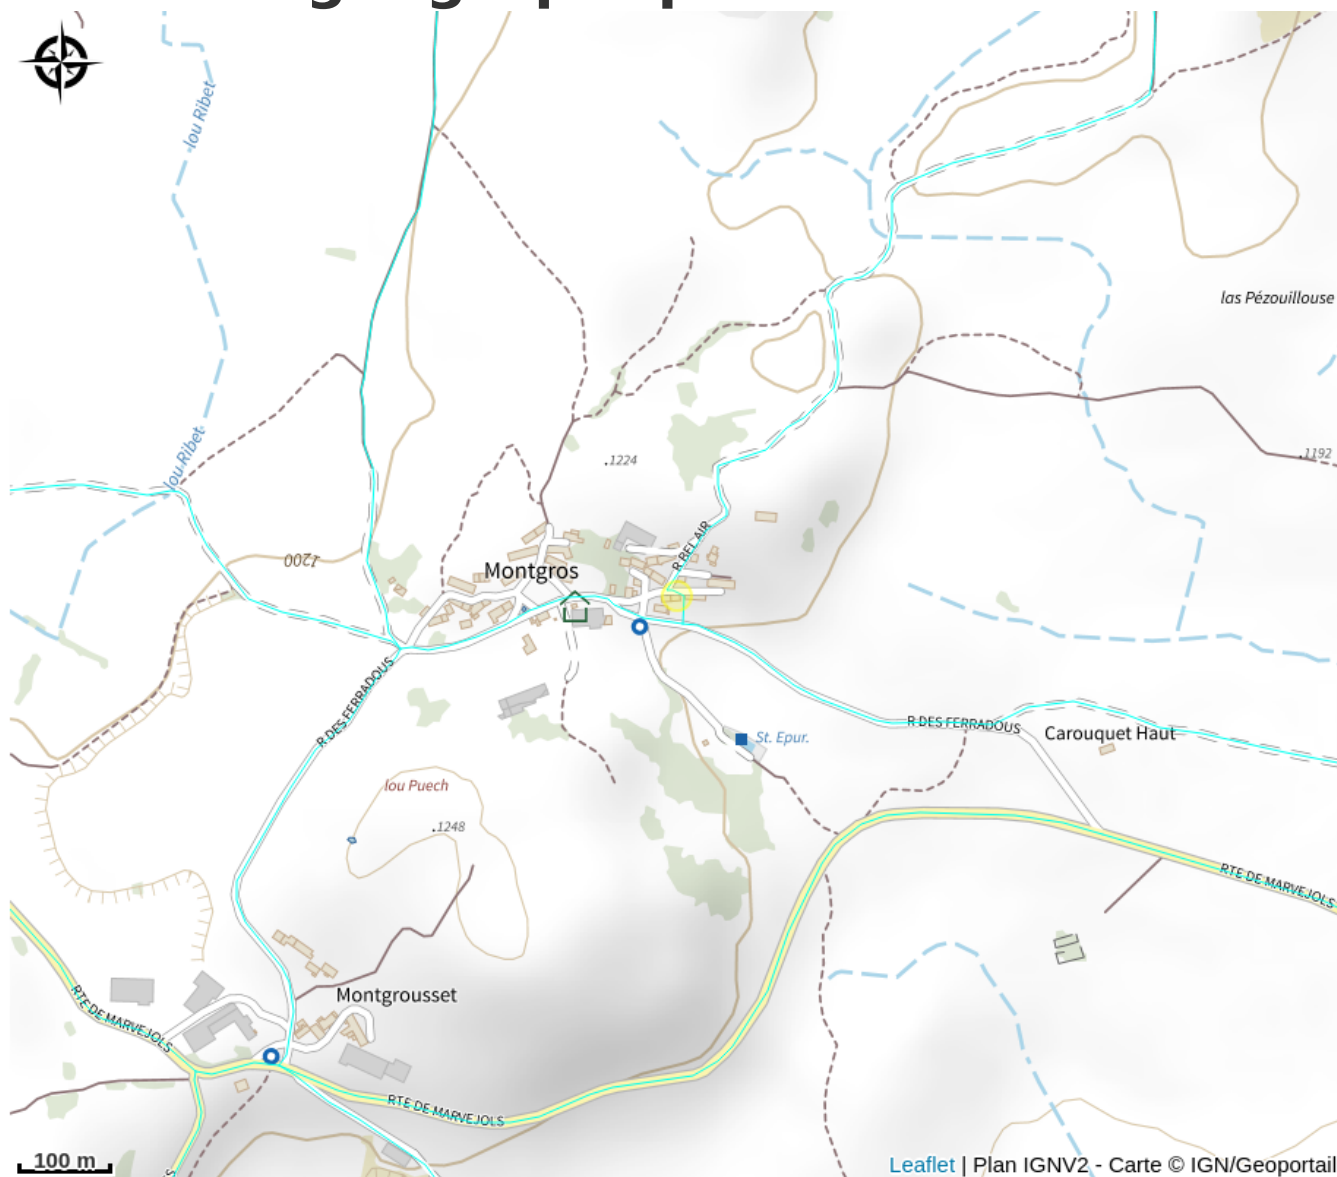 lou Ribet
las Pézouillouse
lou Ribet
.1224
.1192
R BEL AIR
1200
Montgros
R DES FERRADOUS
R DES FERRADOUS
Carouquet Haut
St. Epur.
lou Puech
.1248
RTE DE MARVEJOLS
Montgrousset
RTE DE MARVEJOLS
RTE DE MARVEJOLS
100 m
Leaflet | Plan IGNV2 - Carte © IGN/Geoportail